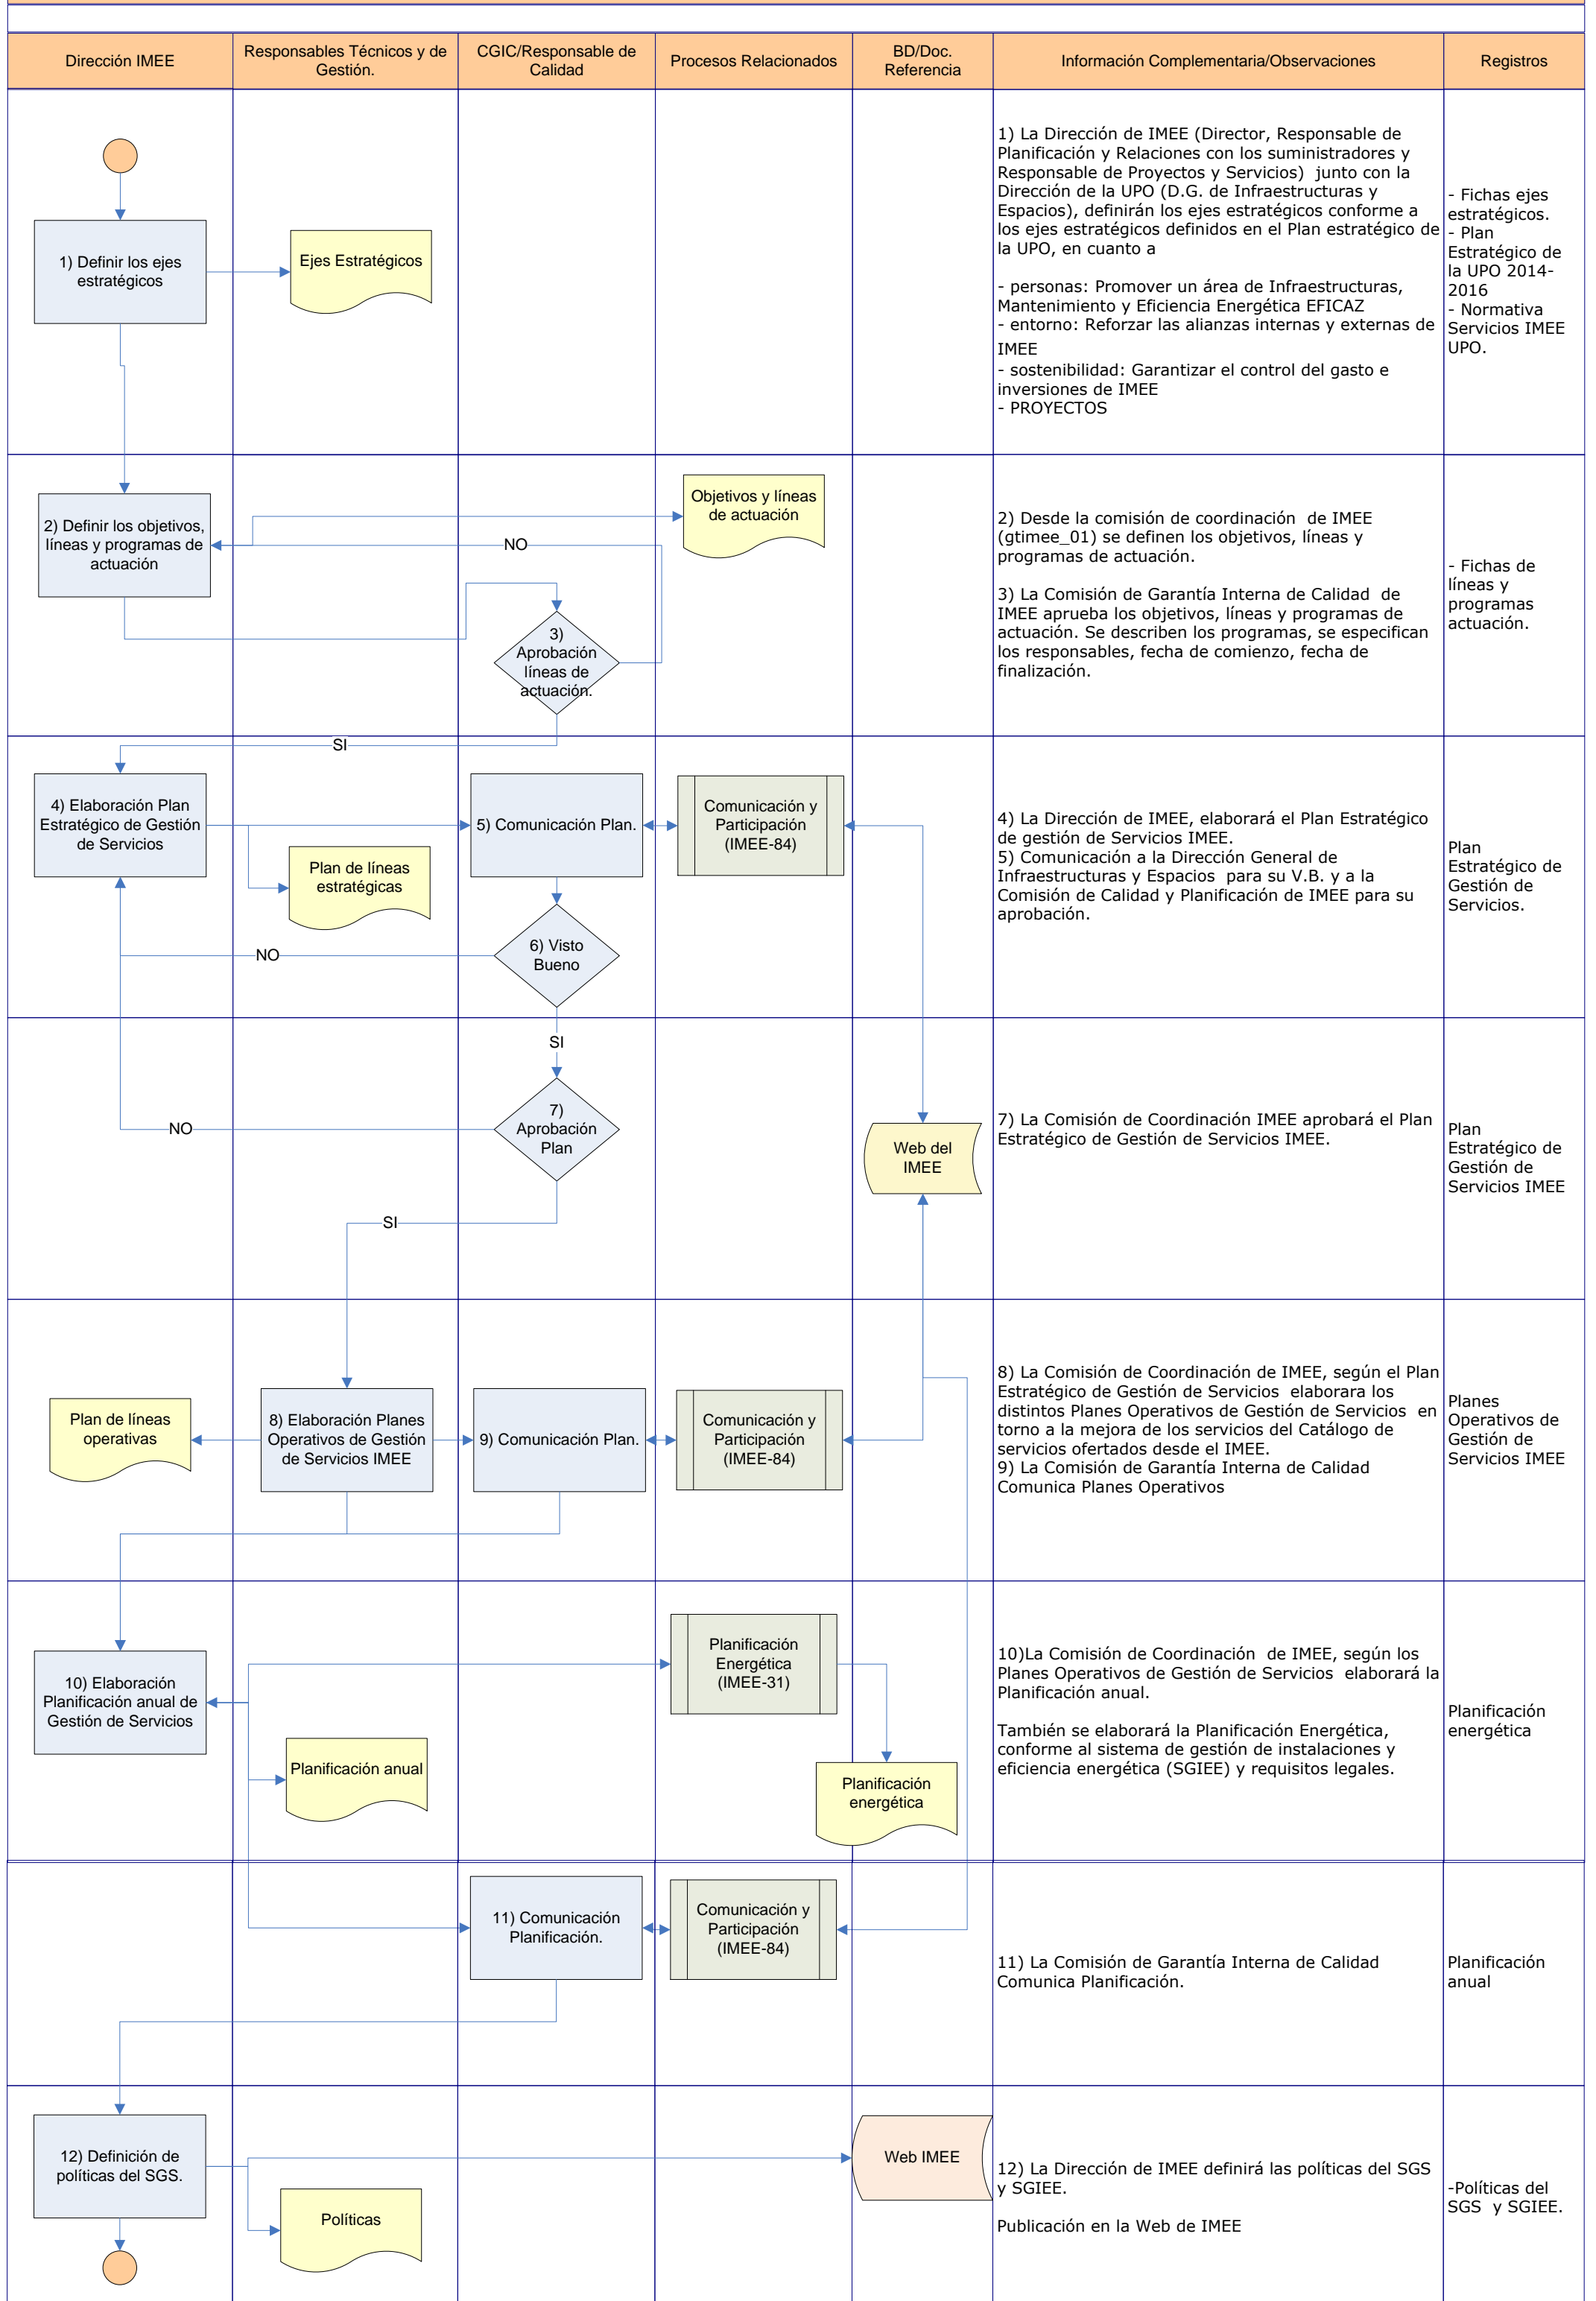 Dirección IMEE
Responsables Técnicos y de
Gestión.
CGIC/Responsable de
Calidad
Procesos Relacionados
BD/Doc.
Referencia
Información Complementaria/Observaciones
Registros
1) Definir los ejes
estratégicos
Ejes Estratégicos
1) La Dirección de IMEE (Director, Responsable de
Planificación y Relaciones con los suministradores y
Responsable de Proyectos y Servicios) junto con la
Dirección de la UPO (D.G. de Infraestructuras y
Espacios), definirán los ejes estratégicos conforme a
los ejes estratégicos definidos en el Plan estratégico de
la UPO, en cuanto a
- personas: Promover un área de Infraestructuras,
Mantenimiento y Eficiencia Energética EFICAZ
- entorno: Reforzar las alianzas internas y externas de
IMEE
- sostenibilidad: Garantizar el control del gasto e
inversiones de IMEE
- PROYECTOS
- Fichas ejes
estratégicos.
- Plan
Estratégico de
la UPO 2014-
2016
- Normativa
Servicios IMEE
UPO.
2) Definir los objetivos,
líneas y programas de
actuación
Objetivos y líneas
de actuación
NO
3)
Aprobación
líneas de
actuación.
2) Desde la comisión de coordinación de IMEE
(gtimee_01) se definen los objetivos, líneas y
programas de actuación.
3) La Comisión de Garantía Interna de Calidad de
IMEE aprueba los objetivos, líneas y programas de
actuación. Se describen los programas, se especifican
los responsables, fecha de comienzo, fecha de
finalización.
- Fichas de
líneas y
programas
actuación.
SI
4) Elaboración Plan
Estratégico de Gestión
de Servicios
Plan de líneas
estratégicas
5) Comunicación Plan.
Comunicación y
Participación
(IMEE-84)
6) Visto
Bueno
NO
4) La Dirección de IMEE, elaborará el Plan Estratégico
de gestión de Servicios IMEE.
5) Comunicación a la Dirección General de
Infraestructuras y Espacios para su V.B. y a la
Comisión de Calidad y Planificación de IMEE para su
aprobación.
Plan
Estratégico de
Gestión de
Servicios.
SI
7)
Aprobación
Plan
NO
SI
Web del
IMEE
7) La Comisión de Coordinación IMEE aprobará el Plan
Estratégico de Gestión de Servicios IMEE.
Plan
Estratégico de
Gestión de
Servicios IMEE
Plan de líneas
operativas
8) Elaboración Planes
Operativos de Gestión
de Servicios IMEE
9) Comunicación Plan.
Comunicación y
Participación
(IMEE-84)
8) La Comisión de Coordinación de IMEE, según el Plan
Estratégico de Gestión de Servicios elaborara los
distintos Planes Operativos de Gestión de Servicios en
torno a la mejora de los servicios del Catálogo de
servicios ofertados desde el IMEE.
9) La Comisión de Garantía Interna de Calidad
Comunica Planes Operativos
Planes
Operativos de
Gestión de
Servicios IMEE
10) Elaboración
Planificación anual de
Gestión de Servicios
Planificación anual
Planificación
Energética
(IMEE-31)
Planificación
energética
10)La Comisión de Coordinación de IMEE, según los
Planes Operativos de Gestión de Servicios elaborará la
Planificación anual.
También se elaborará la Planificación Energética,
conforme al sistema de gestión de instalaciones y
eficiencia energética (SGIEE) y requisitos legales.
Planificación
energética
11) Comunicación
Planificación.
Comunicación y
Participación
(IMEE-84)
11) La Comisión de Garantía Interna de Calidad
Comunica Planificación.
Planificación
anual
12) Definición de
políticas del SGS.
Políticas
Web IMEE
12) La Dirección de IMEE definirá las políticas del SGS
y SGIEE.
Publicación en la Web de IMEE
-Políticas del
SGS y SGIEE.